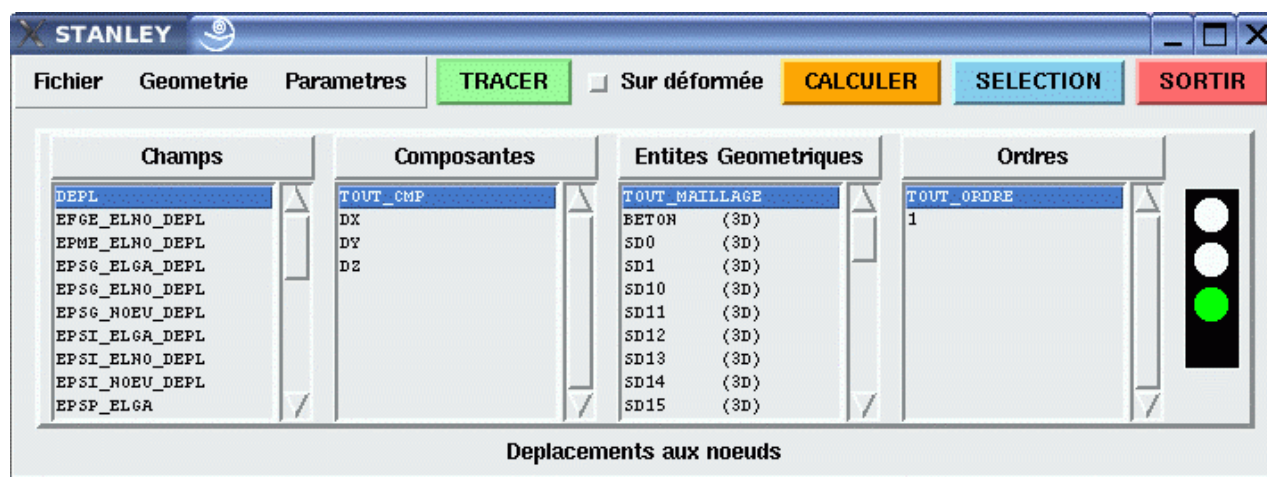 STANLEY
Fichier Geometrie Parametres TRACER Sur déformée CALCULER SELECTION SORTIR
Champs
DEPL
EFGE_ELNO_DEPL
EPME_ELNO_DEPL
EPSG_ELGA_DEPL
EPSG_ELNO_DEPL
EPSG_NOEU_DEPL
EPSI_ELGA_DEPL
EPSI_ELNO_DEPL
EPSI_NOEU_DEPL
EPSP_ELGA
Composantes
TOUT_CMP
DX
DY
DZ
Entites Geometriques
TOUT_MAILLAGE
BETON (3D)
SD0 (3D)
SD1 (3D)
SD10 (3D)
SD11 (3D)
SD12 (3D)
SD13 (3D)
SD14 (3D)
SD15 (3D)
Ordres
TOUT_ORDRE
1
Deplacements aux noeuds